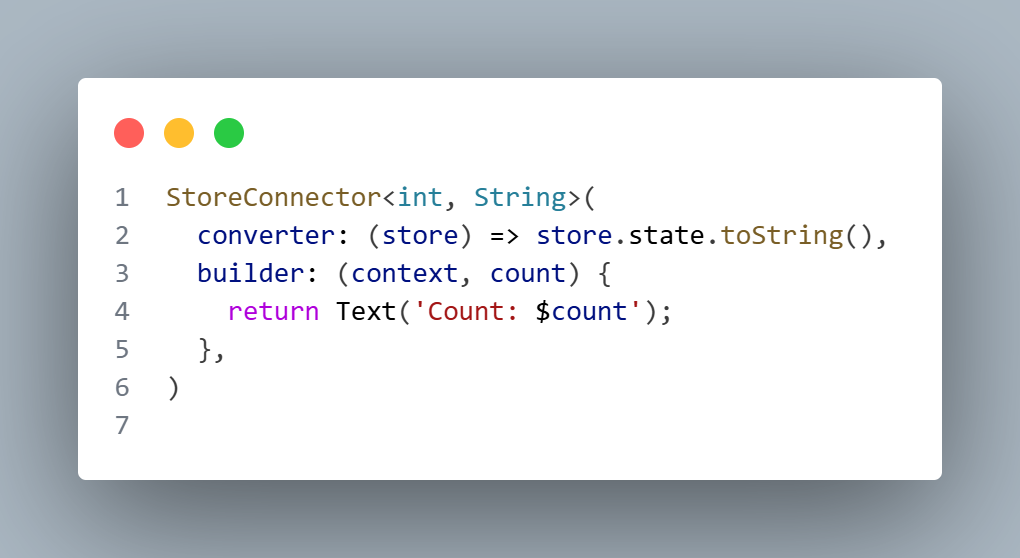 1 StoreConnector<int, String>(
2   converter: (store) => store.state.toString(),
3   builder: (context, count) {
4     return Text('Count: $count');
5   },
6 )
7